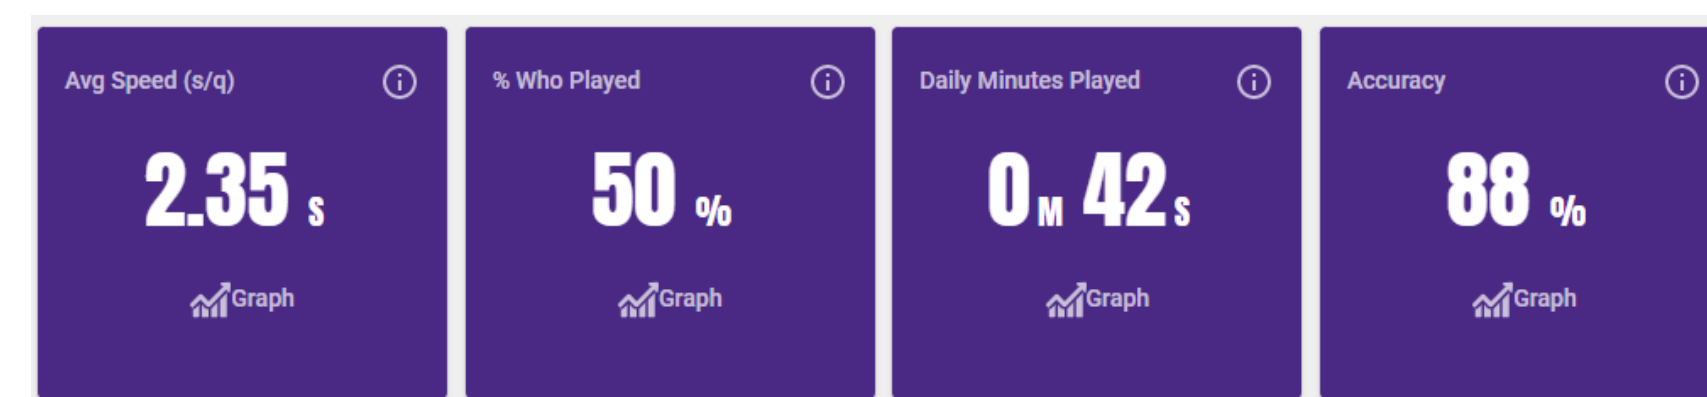 Avg Speed (s/q)
2.35 s
Graph
% Who Played
50 %
Graph
Daily Minutes Played
0 M 42 s
Graph
Accuracy
88 %
Graph